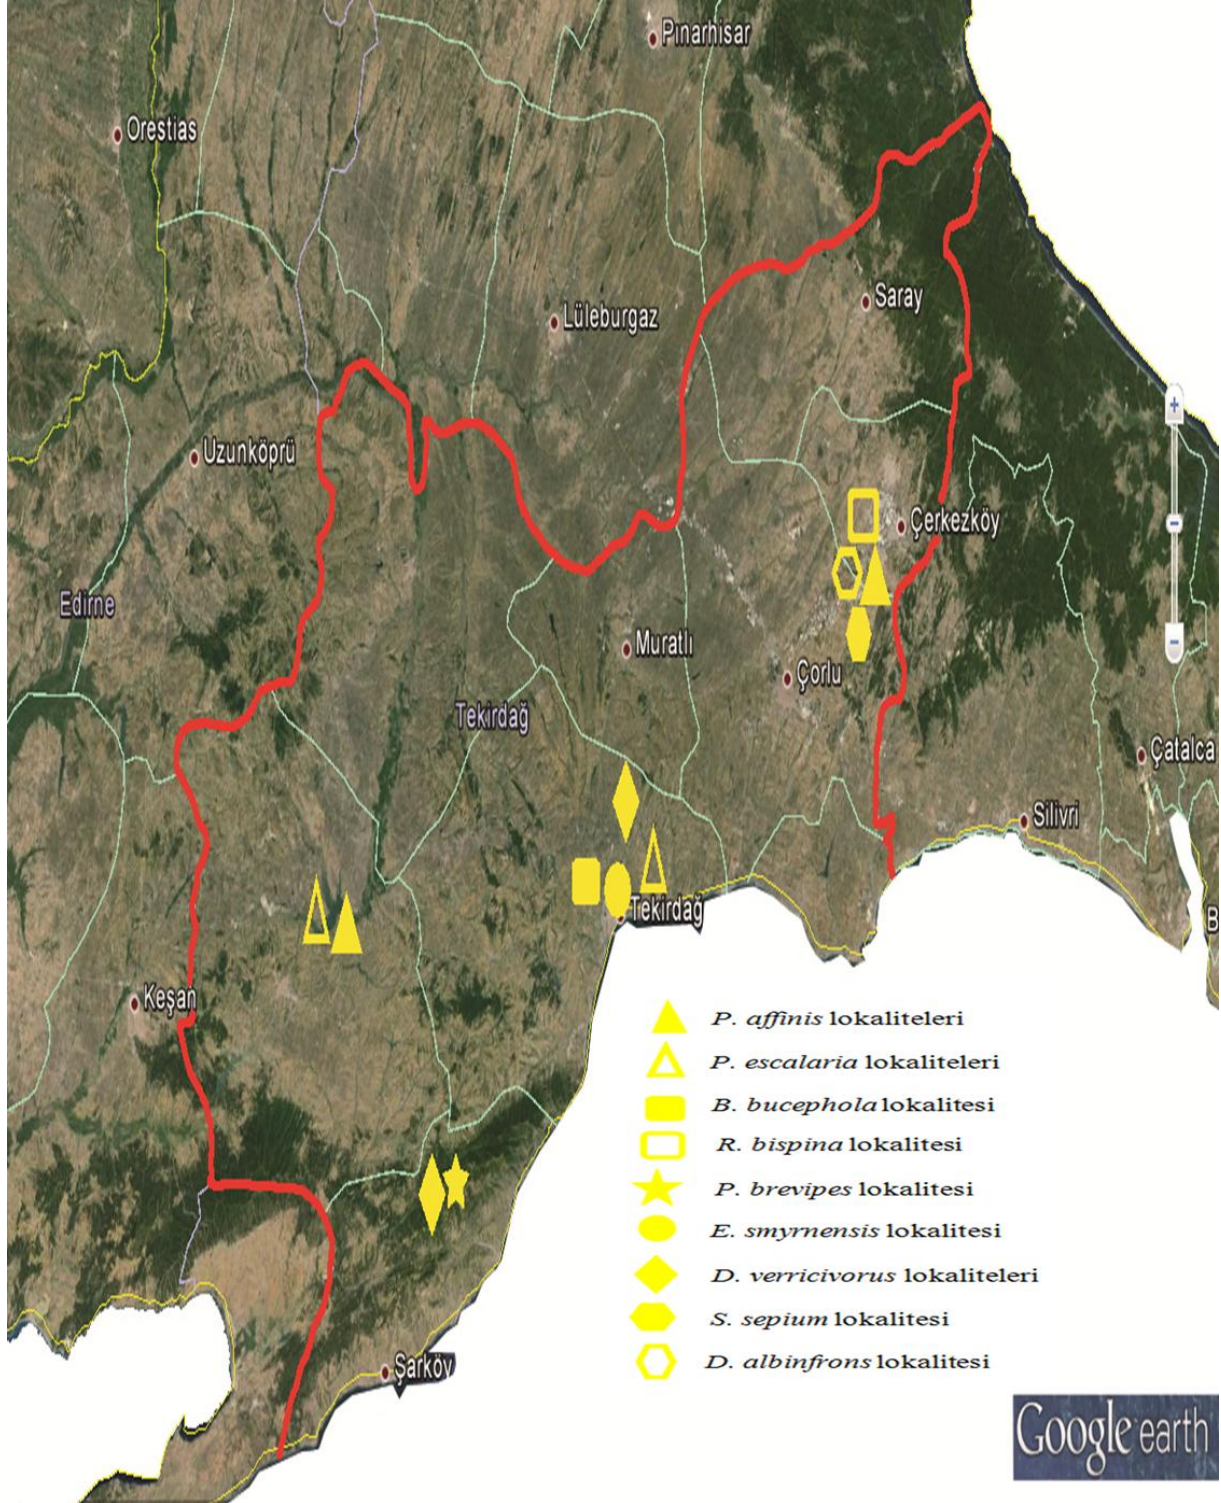 Pınarhisar
Orestias
Saray
Lüleburgaz
Uzunköprü
Çerkezköy
Edirne
Muratlı
Çorlu
Tekirdağ
Çatalca
Silivri
Tekirdağ
B
Keşan
P. affinis lokaliteleri
P. escalaria lokaliteleri
B. bucephola lokalitesi
R. bispina lokalitesi
P. brevipes lokalitesi
E. smyrnensis lokalitesi
D. verricivorus lokaliteleri
S. sepium lokalitesi
D. albinfrons lokalitesi
Şarköy
Google earth